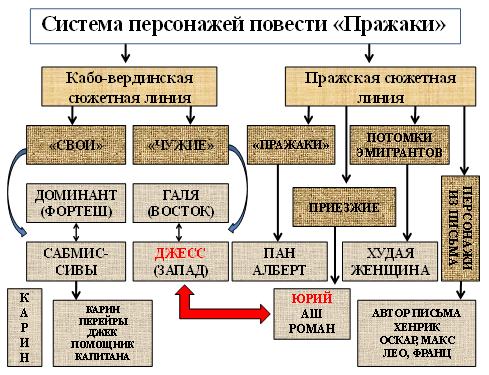 Система персонажей повести «Пражаки»
Кабо-вердинская
сюжетная линия
Пражская сюжетная
линия
«СВОИ»
«ЧУЖИЕ»
«ПРАЖАКИ»
ПОТОМКИ
ЭМИГРАНТОВ
ДОМИНАНТ
(ФОРТЕШ)
ГАЛЯ
(ВОСТОК)
ПРИЕЗЖИЕ
ПЕРСОНАЖИ
ИЗ ПИСЬМА
САБМИС-
СИВЫ
ДЖЕСС
(ЗАПАД)
ПАН
АЛЬБЕРТ
ХУДАЯ
ЖЕНЩИНА
К
А
Р
И
Н
КАРИН
ПЕРЕЙРЫ
ДЖЕК
ПОМОЩНИК
КАПИТАНА
ЮРИЙ
АШ
РОМАН
АВТОР ПИСЬМА
ХЕНРИК
ОСКАР, МАКС
ЛЕО, ФРАНЦ